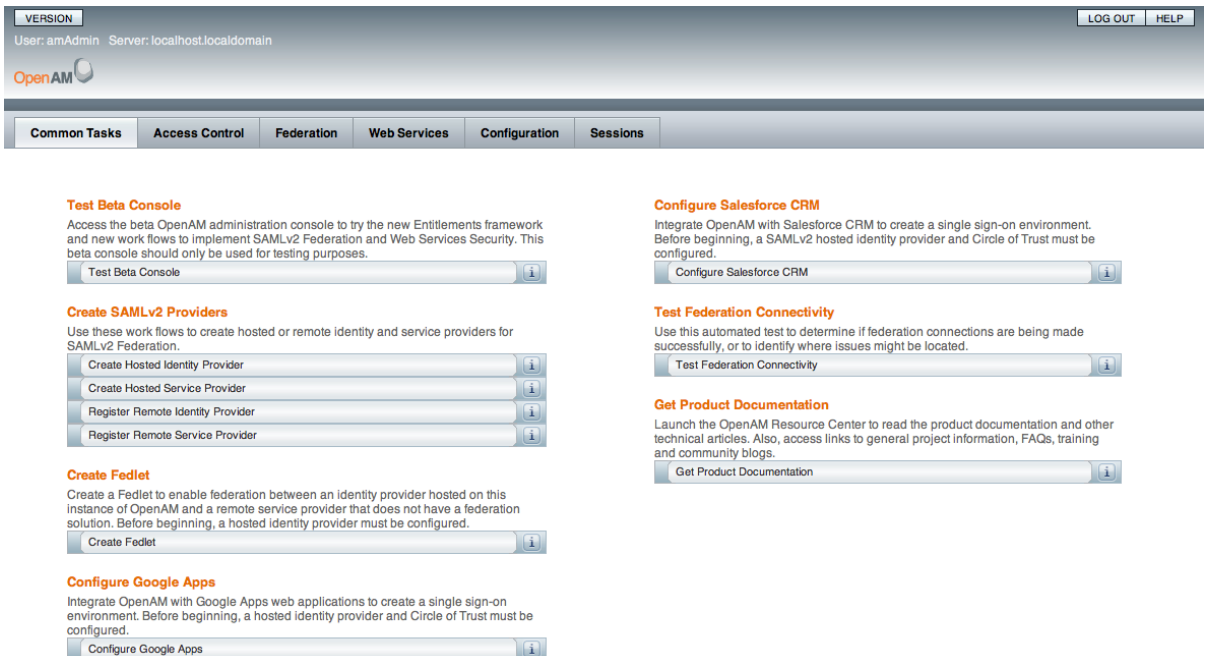 VERSION
LOG OUT HELP
User: amAdmin Server: localhost.localdomain
OpenAM
Common Tasks Access Control Federation Web Services Configuration Sessions
Test Beta Console
Access the beta OpenAM administration console to try the new Entitlements framework
and new work flows to implement SAMLv2 Federation and Web Services Security. This
beta console should only be used for testing purposes.
Test Beta Console
i
Create SAMLv2 Providers
Use these work flows to create hosted or remote identity and service providers for
SAMLv2 Federation.
Create Hosted Identity Provider
i
Create Hosted Service Provider
i
Register Remote Identity Provider
i
Register Remote Service Provider
i
Create Fedlet
Create a Fedlet to enable federation between an identity provider hosted on this
instance of OpenAM and a remote service provider that does not have a federation
solution. Before beginning, a hosted identity provider must be configured.
Create Fedlet
i
Configure Google Apps
Integrate OpenAM with Google Apps web applications to create a single sign-on
environment. Before beginning, a hosted identity provider and Circle of Trust must be
configured.
Configure Google Apps
i
Configure Salesforce CRM
Integrate OpenAM with Salesforce CRM to create a single sign-on environment.
Before beginning, a SAMLv2 hosted identity provider and Circle of Trust must be
configured.
Configure Salesforce CRM
i
Test Federation Connectivity
Use this automated test to determine if federation connections are being made
successfully, or to identify where issues might be located.
Test Federation Connectivity
i
Get Product Documentation
Launch the OpenAM Resource Center to read the product documentation and other
technical articles. Also, access links to general project information, FAQs, training
and community blogs.
Get Product Documentation
i